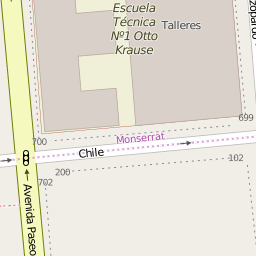 Escuela
Técnica
Nº1 Otto
Krause
Talleres
700
Monserrat
699
Chile
102
200
702
Avenida Paseo